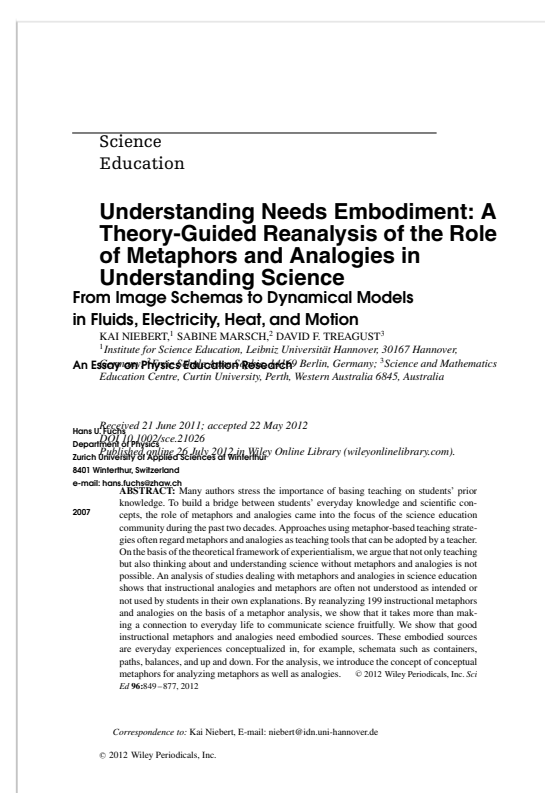 Science
Education
Understanding Needs Embodiment: A
Theory-Guided Reanalysis of the Role
of Metaphors and Analogies in
Understanding Science
From Image Schemas to Dynamical Models
in Fluids, Electricity, Heat, and Motion
KAI NIEBERT,¹ SABINE MARSCH,² DAVID F. TREAGUST³
¹Institute for Science Education, Leibniz Universität Hannover, 30167 Hannover,
An Essay on Physics Education Research
Berlin, Germany; ³Science and Mathematics
Education Centre, Curtin University, Perth, Western Australia 6845, Australia
Received 21 June 2011; accepted 22 May 2012
Hans U. Fuchs
DOI 10.1002/sce.21026
Department of Physics
Published online 26 July 2012 in Wiley Online Library (wileyonlinelibrary.com).
Zurich University of Applied Sciences at Winterthur
8401 Winterthur, Switzerland
e-mail: hans.fuchs@zhaw.ch
2007
ABSTRACT: Many authors stress the importance of basing teaching on students' prior
knowledge. To build a bridge between students' everyday knowledge and scientific con-
cepts, the role of metaphors and analogies came into the focus of the science education
community during the past two decades. Approaches using metaphor-based teaching strate-
gies often regard metaphors and analogies as teaching tools that can be adopted by a teacher.
On the basis of the theoretical framework of experientialism, we argue that not only teaching
but also thinking about and understanding science without metaphors and analogies is not
possible. An analysis of studies dealing with metaphors and analogies in science education
shows that instructional analogies and metaphors are often not understood as intended or
not used by students in their own explanations. By reanalyzing 199 instructional metaphors
and analogies on the basis of a metaphor analysis, we show that it takes more than mak-
ing a connection to everyday life to communicate science fruitfully. We show that good
instructional metaphors and analogies need embodied sources. These embodied sources
are everyday experiences conceptualized in, for example, schemata such as containers,
paths, balances, and up and down. For the analysis, we introduce the concept of conceptual
metaphors for analyzing metaphors as well as analogies. © 2012 Wiley Periodicals, Inc. Sci
Ed 96:849–877, 2012
Correspondence to: Kai Niebert, E-mail: niebert@idn.uni-hannover.de
© 2012 Wiley Periodicals, Inc.